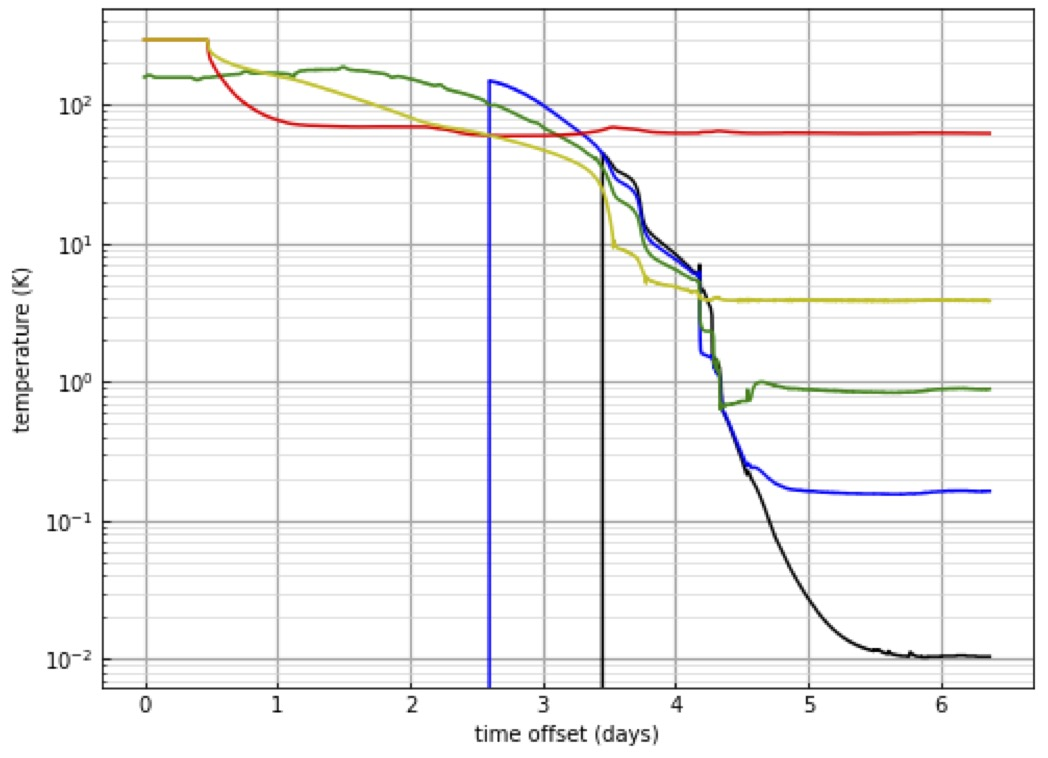 temperature (K)
10²
10¹
10⁰
10⁻¹
10⁻²
0 1 2 3 4 5 6
time offset (days)